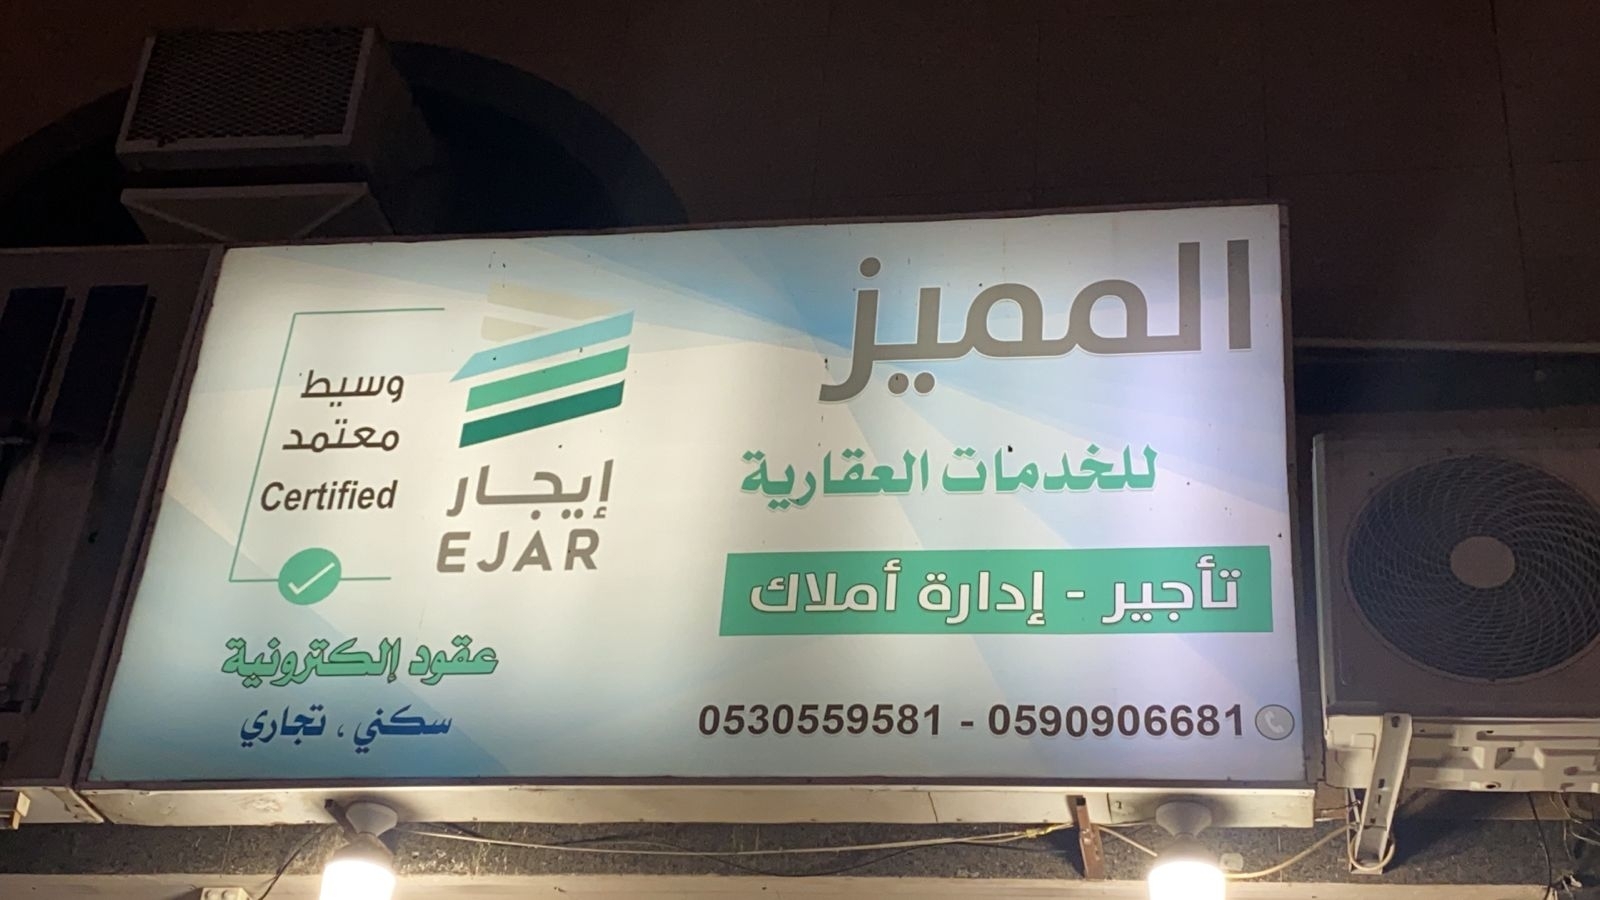 المميز
للخدمات العقارية
تأجير - إدارة أملاك
0530559581 - 0590906681
وسيط
معتمد
Certified
إيجار
EJAR
عقود إلكترونية
سكني ، تجاري